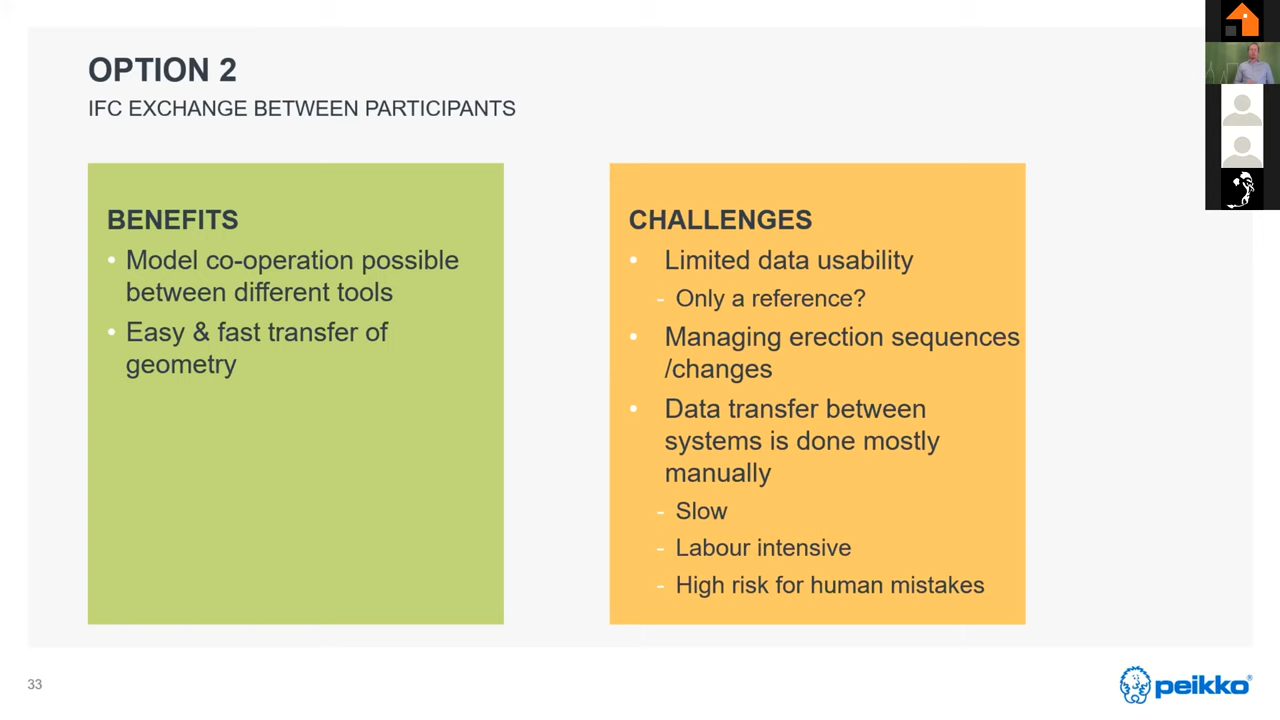 OPTION 2
IFC EXCHANGE BETWEEN PARTICIPANTS
BENEFITS
• Model co-operation possible
between different tools
• Easy & fast transfer of
geometry
CHALLENGES
• Limited data usability
- Only a reference?
• Managing erection sequences
/changes
• Data transfer between
systems is done mostly
manually
- Slow
- Labour intensive
- High risk for human mistakes
33
peikko®